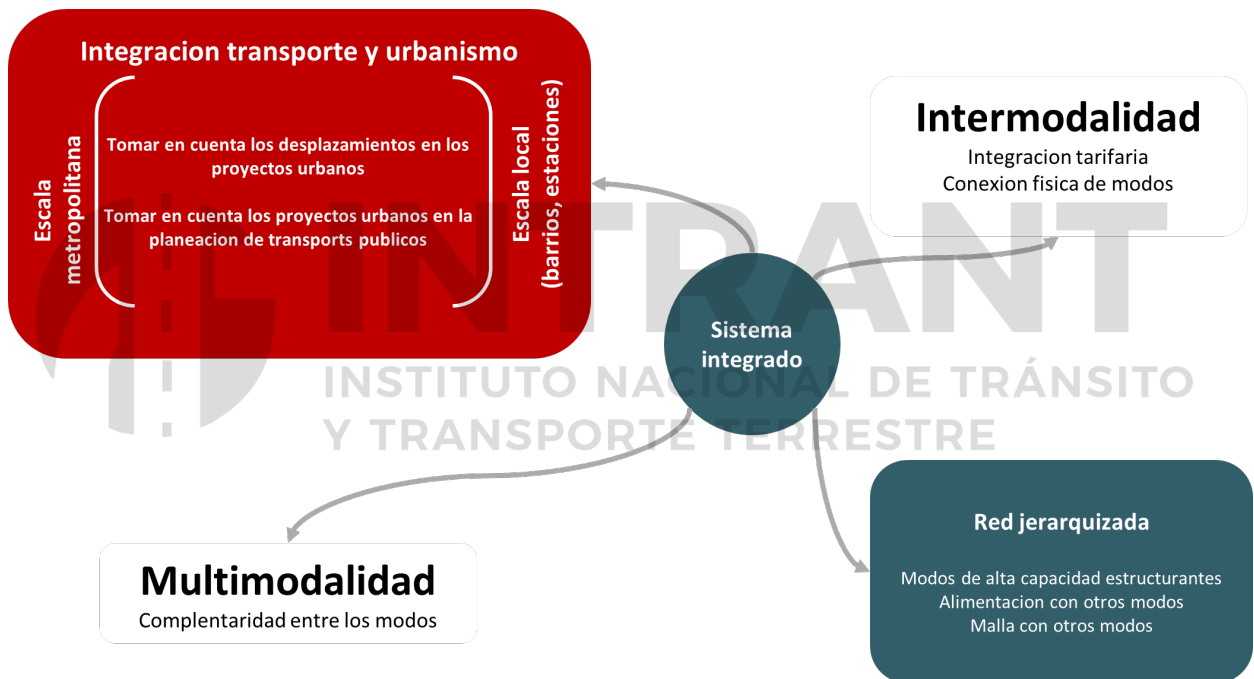 Integracion transporte y urbanismo
Escala
metropolitana
Tomar en cuenta los desplazamientos en los
proyectos urbanos
Tomar en cuenta los proyectos urbanos en la
planeacion de transports publicos
Escala local
(barrios, estaciones)
Intermodalidad
Integracion tarifaria
Conexion fisica de modos
Sistema
integrado
INTRANT
INSTITUTO NACIONAL DE TRÁNSITO
Y TRANSPORTE TERRESTRE
Multimodalidad
Complentaridad entre los modos
Red jerarquizada
Modos de alta capacidad estructurantes
Alimentacion con otros modos
Malla con otros modos